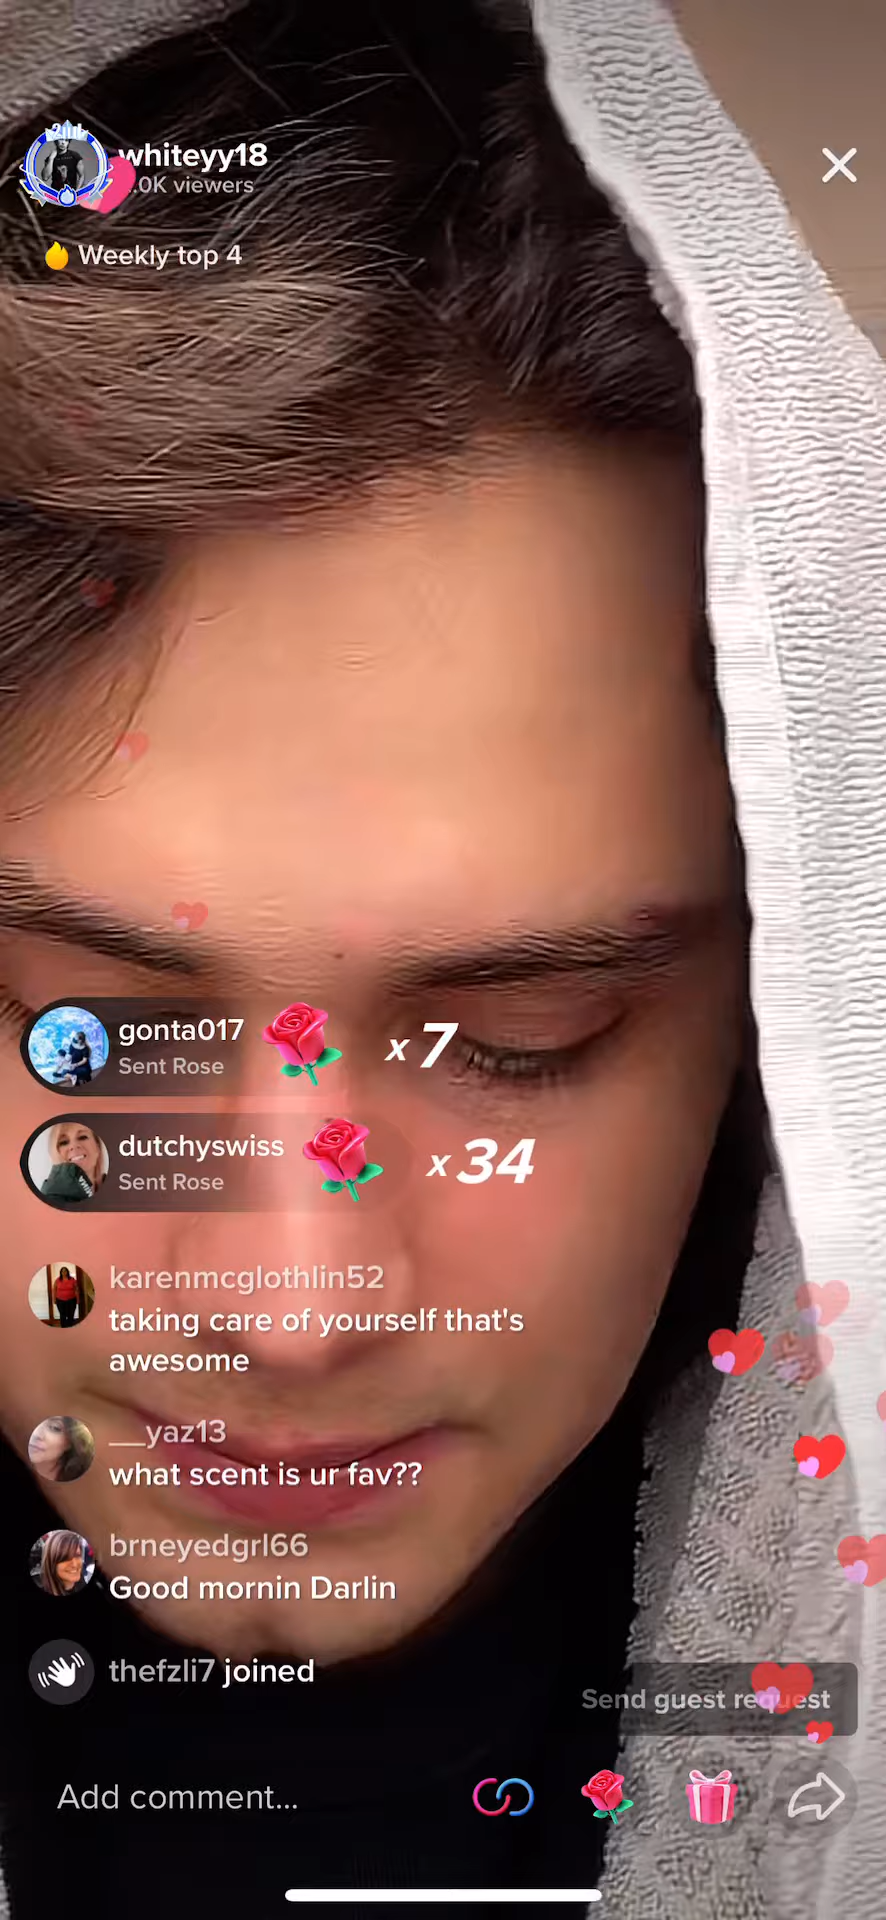 2nd
whiteyy18
.0K viewers
Weekly top 4
gonta017
Sent Rose
x 7
dutchyswiss
Sent Rose
x 34
karenmcglothlin52
taking care of yourself that's
awesome
__yaz13
what scent is ur fav??
brneyedgrl66
Good mornin Darlin
thefzli7 joined
Send guest request
Add comment...